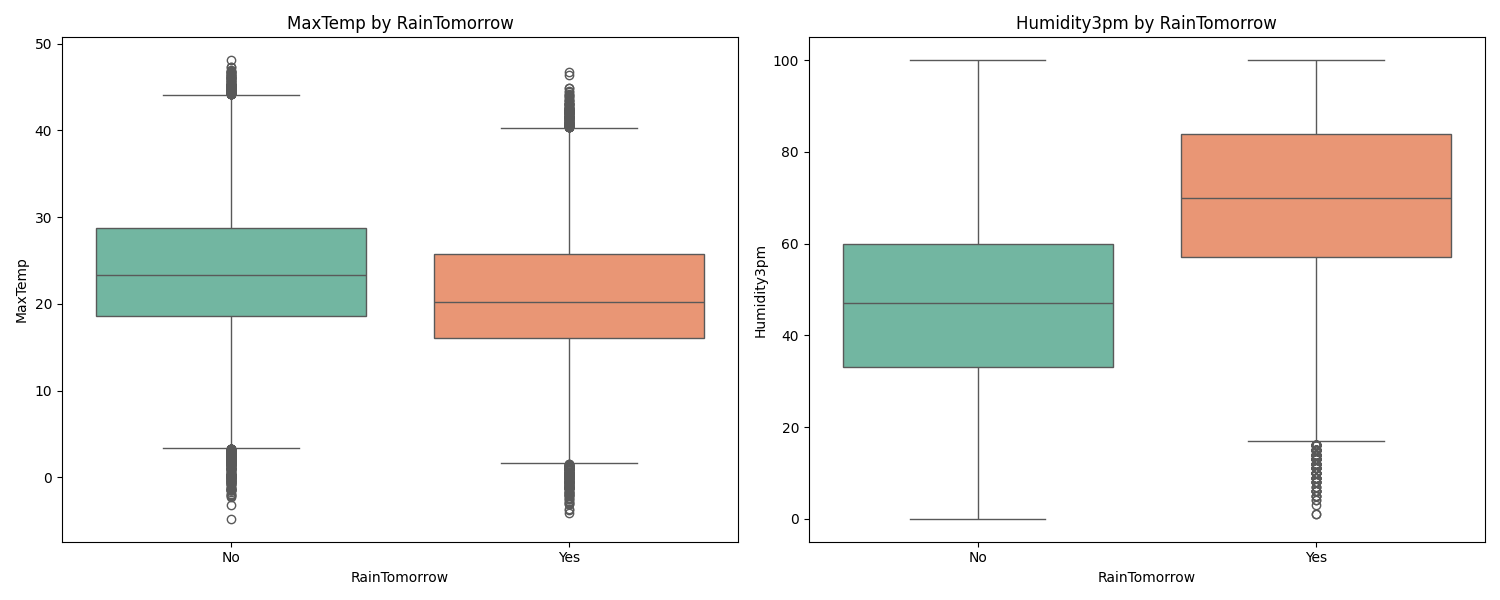 MaxTemp by RainTomorrow
50
40
30
20
10
0
MaxTemp
No
Yes
RainTomorrow
Humidity3pm by RainTomorrow
100
80
60
40
20
0
Humidity3pm
No
Yes
RainTomorrow